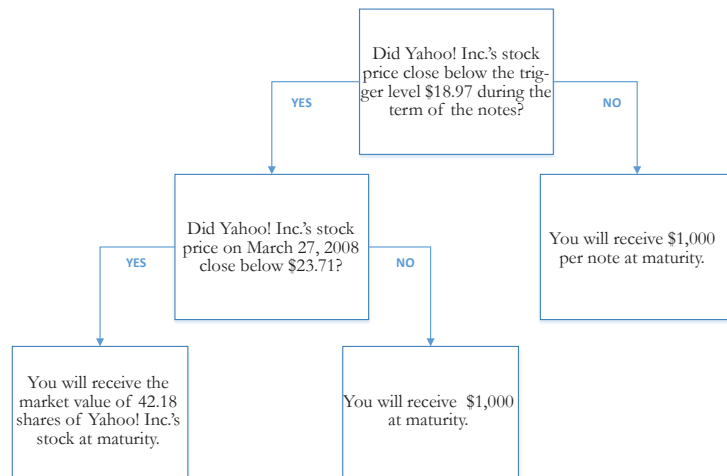 Did Yahoo! Inc.'s stock
price close below the trig-
ger level $18.97 during the
term of the notes?
YES
NO
Did Yahoo! Inc.'s stock
price on March 27, 2008
close below $23.71?
You will receive $1,000
per note at maturity.
YES
NO
You will receive the
market value of 42.18
shares of Yahoo! Inc.'s
stock at maturity.
You will receive $1,000
at maturity.